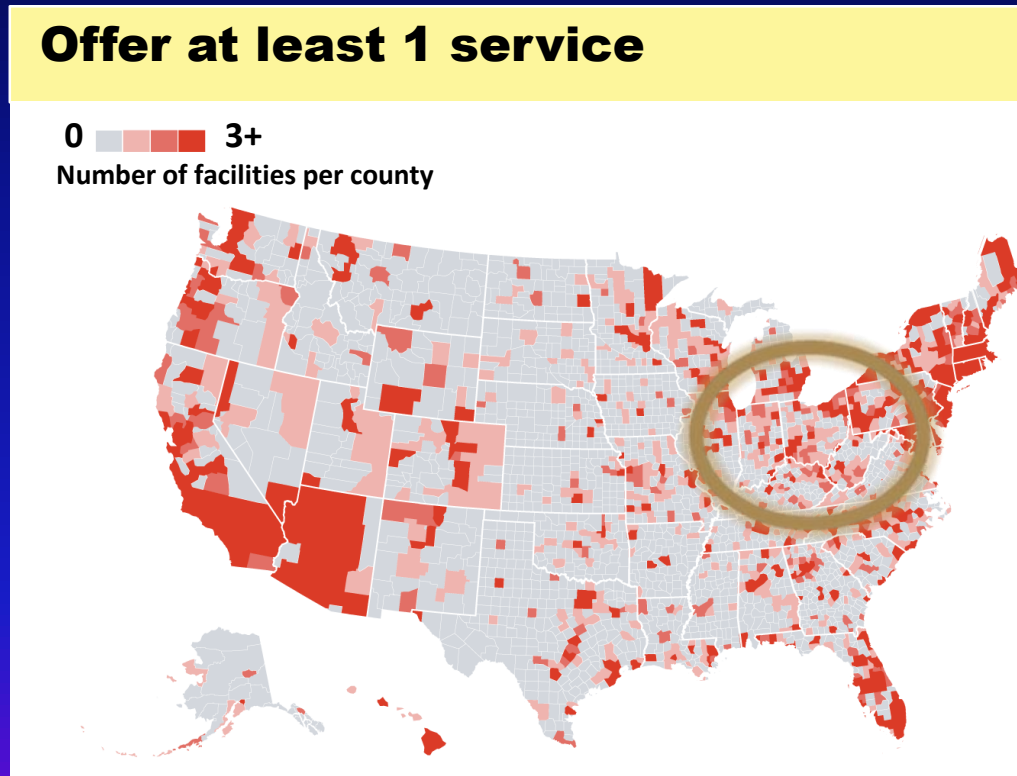 Offer at least 1 service
0 3+
Number of facilities per county